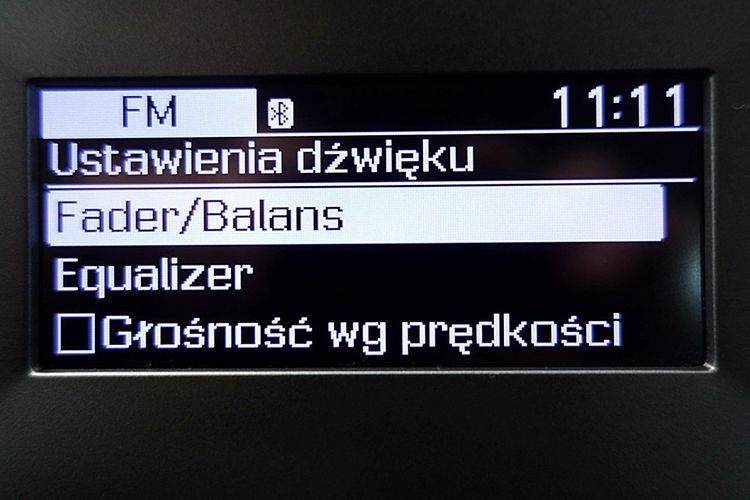 FM 11:11
Ustawienia dźwięku
Fader/Balans
Equalizer
Głośność wg prędkości